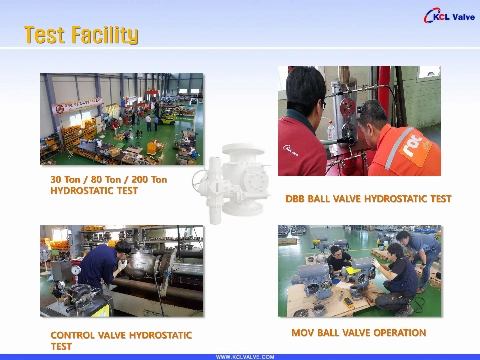 Test Facility
KCL Valve
30 Ton / 80 Ton / 200 Ton
HYDROSTATIC TEST
DBB BALL VALVE HYDROSTATIC TEST
CONTROL VALVE HYDROSTATIC
TEST
MOV BALL VALVE OPERATION
WWW.KCLVALVE.COM